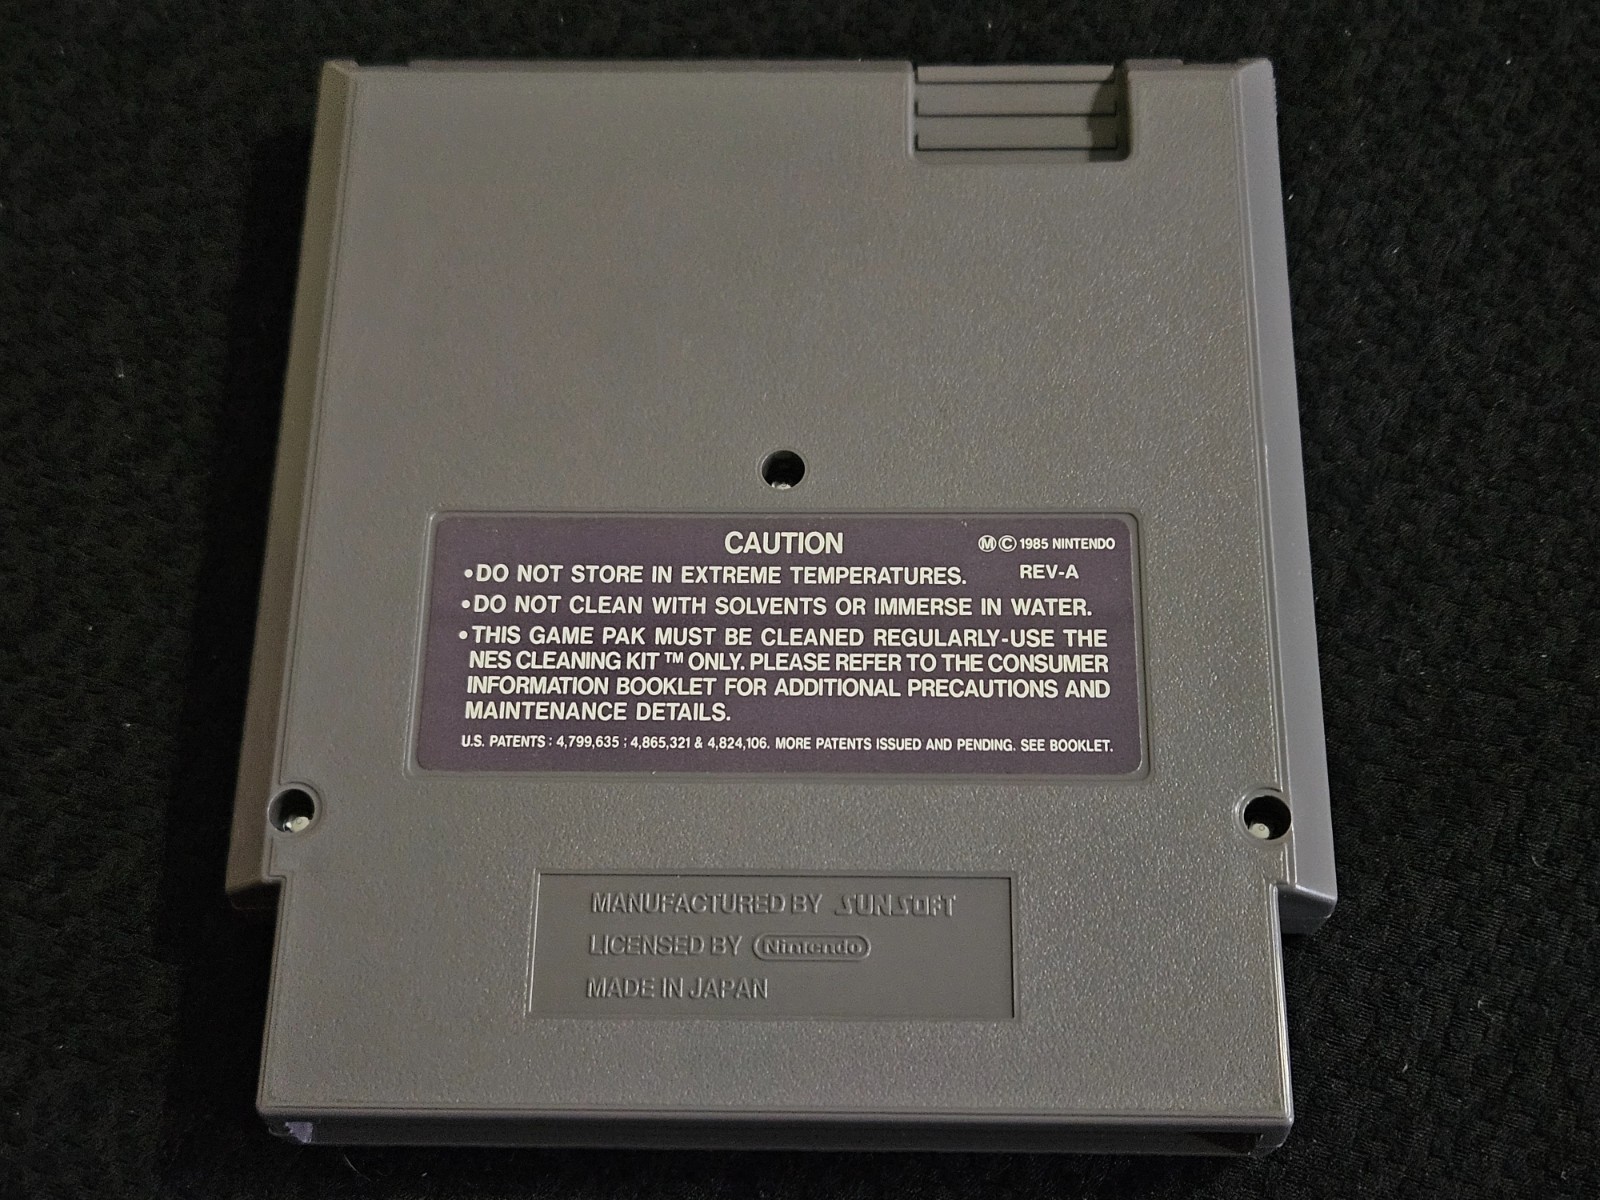 CAUTION
ⓂⒸ 1985 NINTENDO
•DO NOT STORE IN EXTREME TEMPERATURES.
REV-A
•DO NOT CLEAN WITH SOLVENTS OR IMMERSE IN WATER.
•THIS GAME PAK MUST BE CLEANED REGULARLY-USE THE
NES CLEANING KIT™ ONLY. PLEASE REFER TO THE CONSUMER
INFORMATION BOOKLET FOR ADDITIONAL PRECAUTIONS AND
MAINTENANCE DETAILS.
U.S. PATENTS: 4,799,635 ; 4,865,321 & 4,824,106. MORE PATENTS ISSUED AND PENDING. SEE BOOKLET.
MANUFACTURED BY SUNSOFT
LICENSED BY Nintendo
MADE IN JAPAN